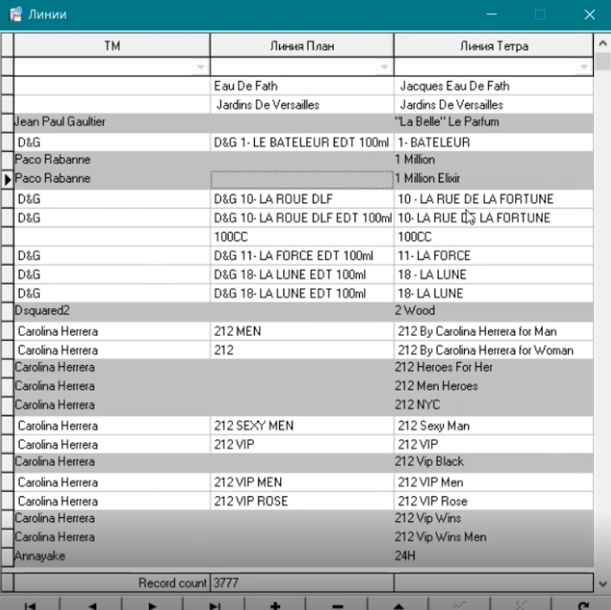 Линии
ТМ Линия План Линия Тетра
Eau De Fath Jacques Eau De Fath
Jardins De Versailles Jardins De Versailles
Jean Paul Gaultier "La Belle" Le Parfum
D&G D&G 1- LE BATELEUR EDT 100ml 1- BATELEUR
Paco Rabanne 1 Million
Paco Rabanne 1 Million Elixir
D&G D&G 10- LA ROUE DLF 10 - LA RUE DE LA FORTUNE
D&G D&G 10- LA ROUE DLF EDT 100ml 10- LA RUE DE LA FORTUNE
100CC 100CC
D&G D&G 11- LA FORCE EDT 100ml 11- LA FORCE
D&G D&G 18- LA LUNE EDT 100ml 18 - LA LUNE
D&G D&G 18- LA LUNE EDT 100ml 18- LA LUNE
Dsquared2 2 Wood
Carolina Herrera 212 MEN 212 By Carolina Herrera for Man
Carolina Herrera 212 212 By Carolina Herrera for Woman
Carolina Herrera 212 Heroes For Her
Carolina Herrera 212 Men Heroes
Carolina Herrera 212 NYC
Carolina Herrera 212 SEXY MEN 212 Sexy Man
Carolina Herrera 212 VIP 212 VIP
Carolina Herrera 212 Vip Black
Carolina Herrera 212 VIP MEN 212 VIP Men
Carolina Herrera 212 VIP ROSE 212 VIP Rose
Carolina Herrera 212 Vip Wins
Carolina Herrera 212 Vip Wins Men
Annayake 24H
Record count 3777